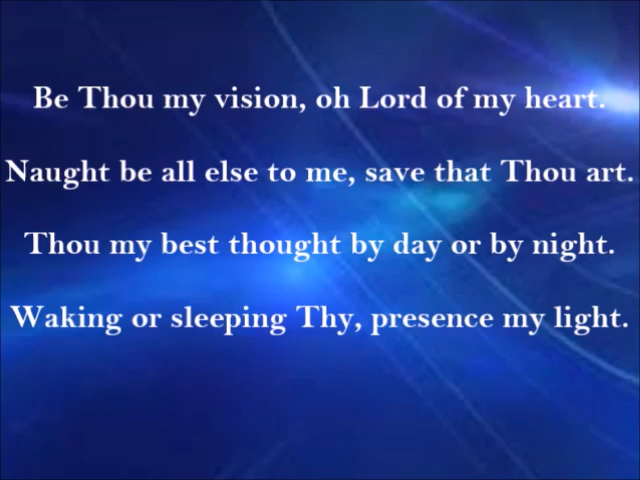 Be Thou my vision, oh Lord of my heart.
Naught be all else to me, save that Thou art.
Thou my best thought by day or by night.
Waking or sleeping Thy, presence my light.